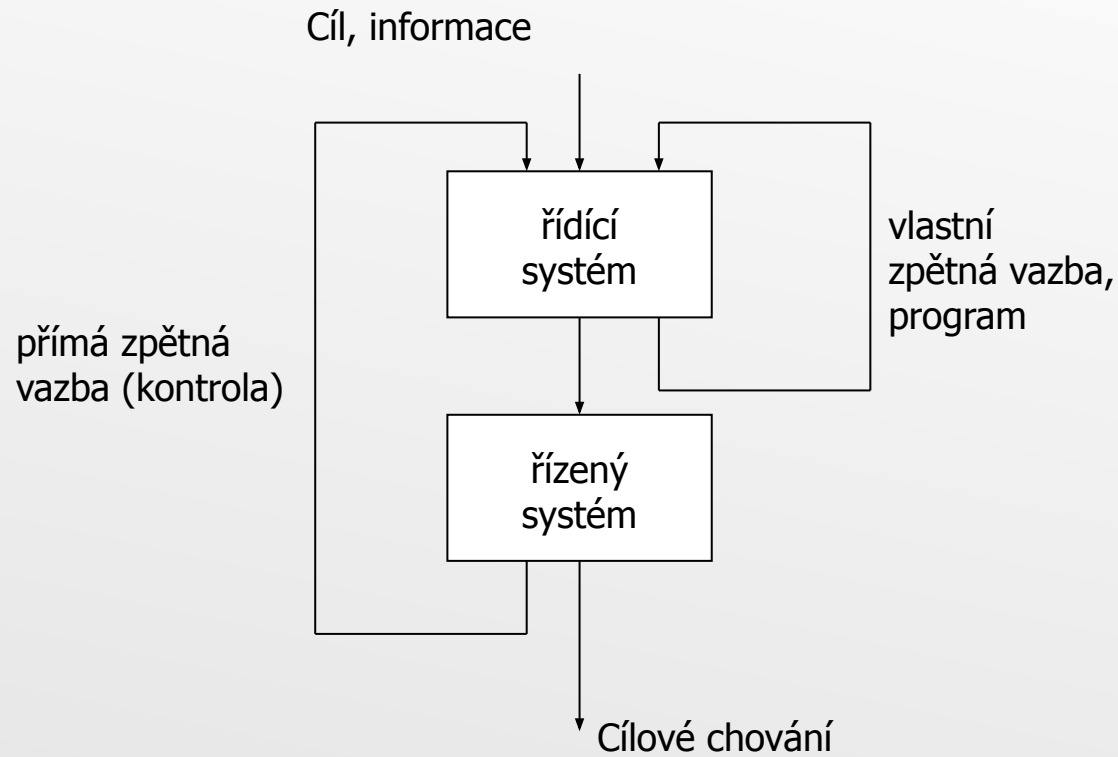 Cíl, informace
řídící
systém
vlastní
zpětná vazba,
program
přímá zpětná
vazba (kontrola)
řízený
systém
Cílové chování